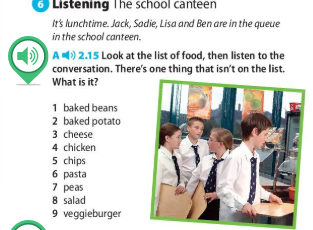 6 Listening The school canteen
It's lunchtime. Jack, Sadie, Lisa and Ben are in the queue
in the school canteen.
A 2.15 Look at the list of food, then listen to the
conversation. There's one thing that isn't on the list.
What is it?
1 baked beans
2 baked potato
3 cheese
4 chicken
5 chips
6 pasta
7 peas
8 salad
9 veggieburger